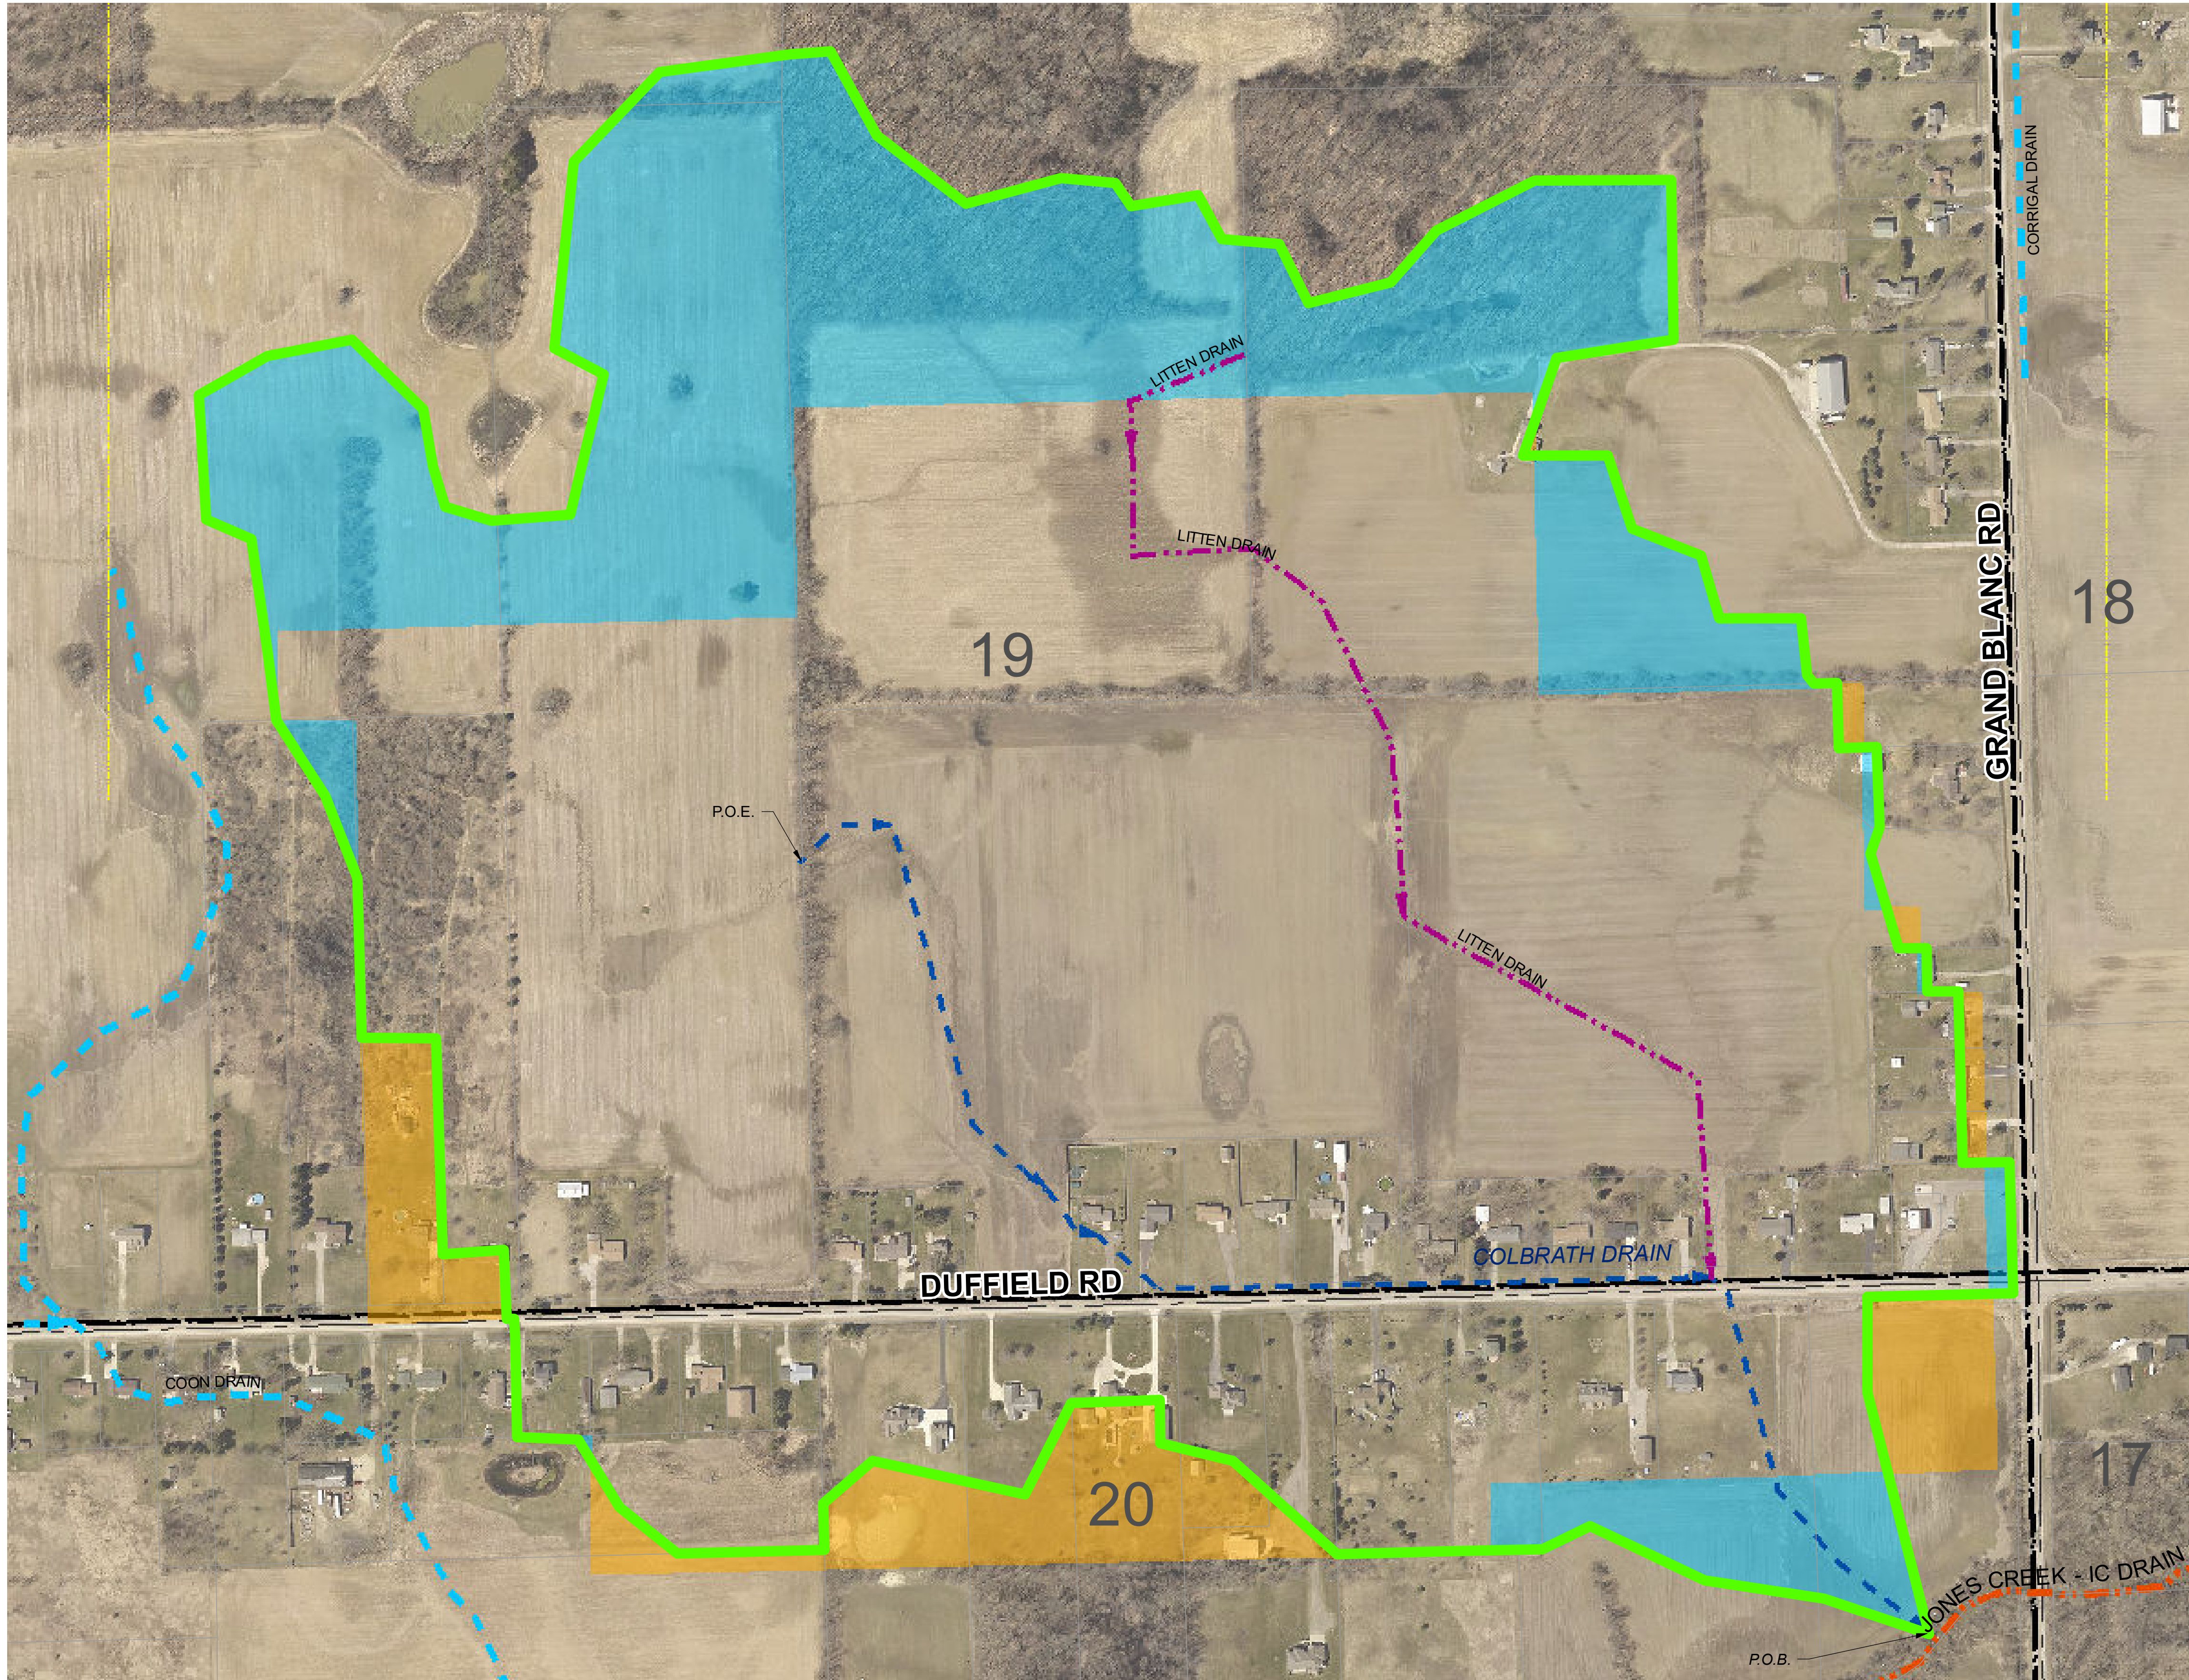 CORRIGAL DRAIN
LITTEN DRAIN
LITTEN DRAIN
GRAND BLANC RD
18
19
P.O.E.
LITTEN DRAIN
COLBRATH DRAIN
DUFFIELD RD
COON DRAIN
17
20
JONES CREEK - IC DRAIN
P.O.B.